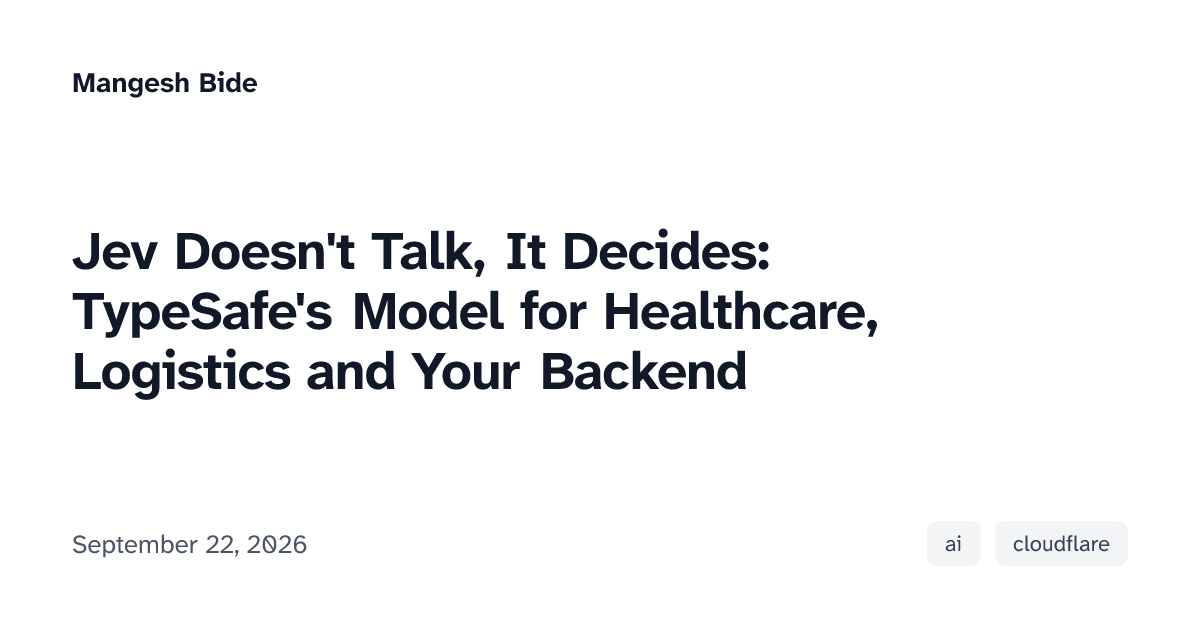 Mangesh Bide
Jev Doesn't Talk, It Decides:
TypeSafe's Model for Healthcare,
Logistics and Your Backend
September 22, 2026
ai
cloudflare